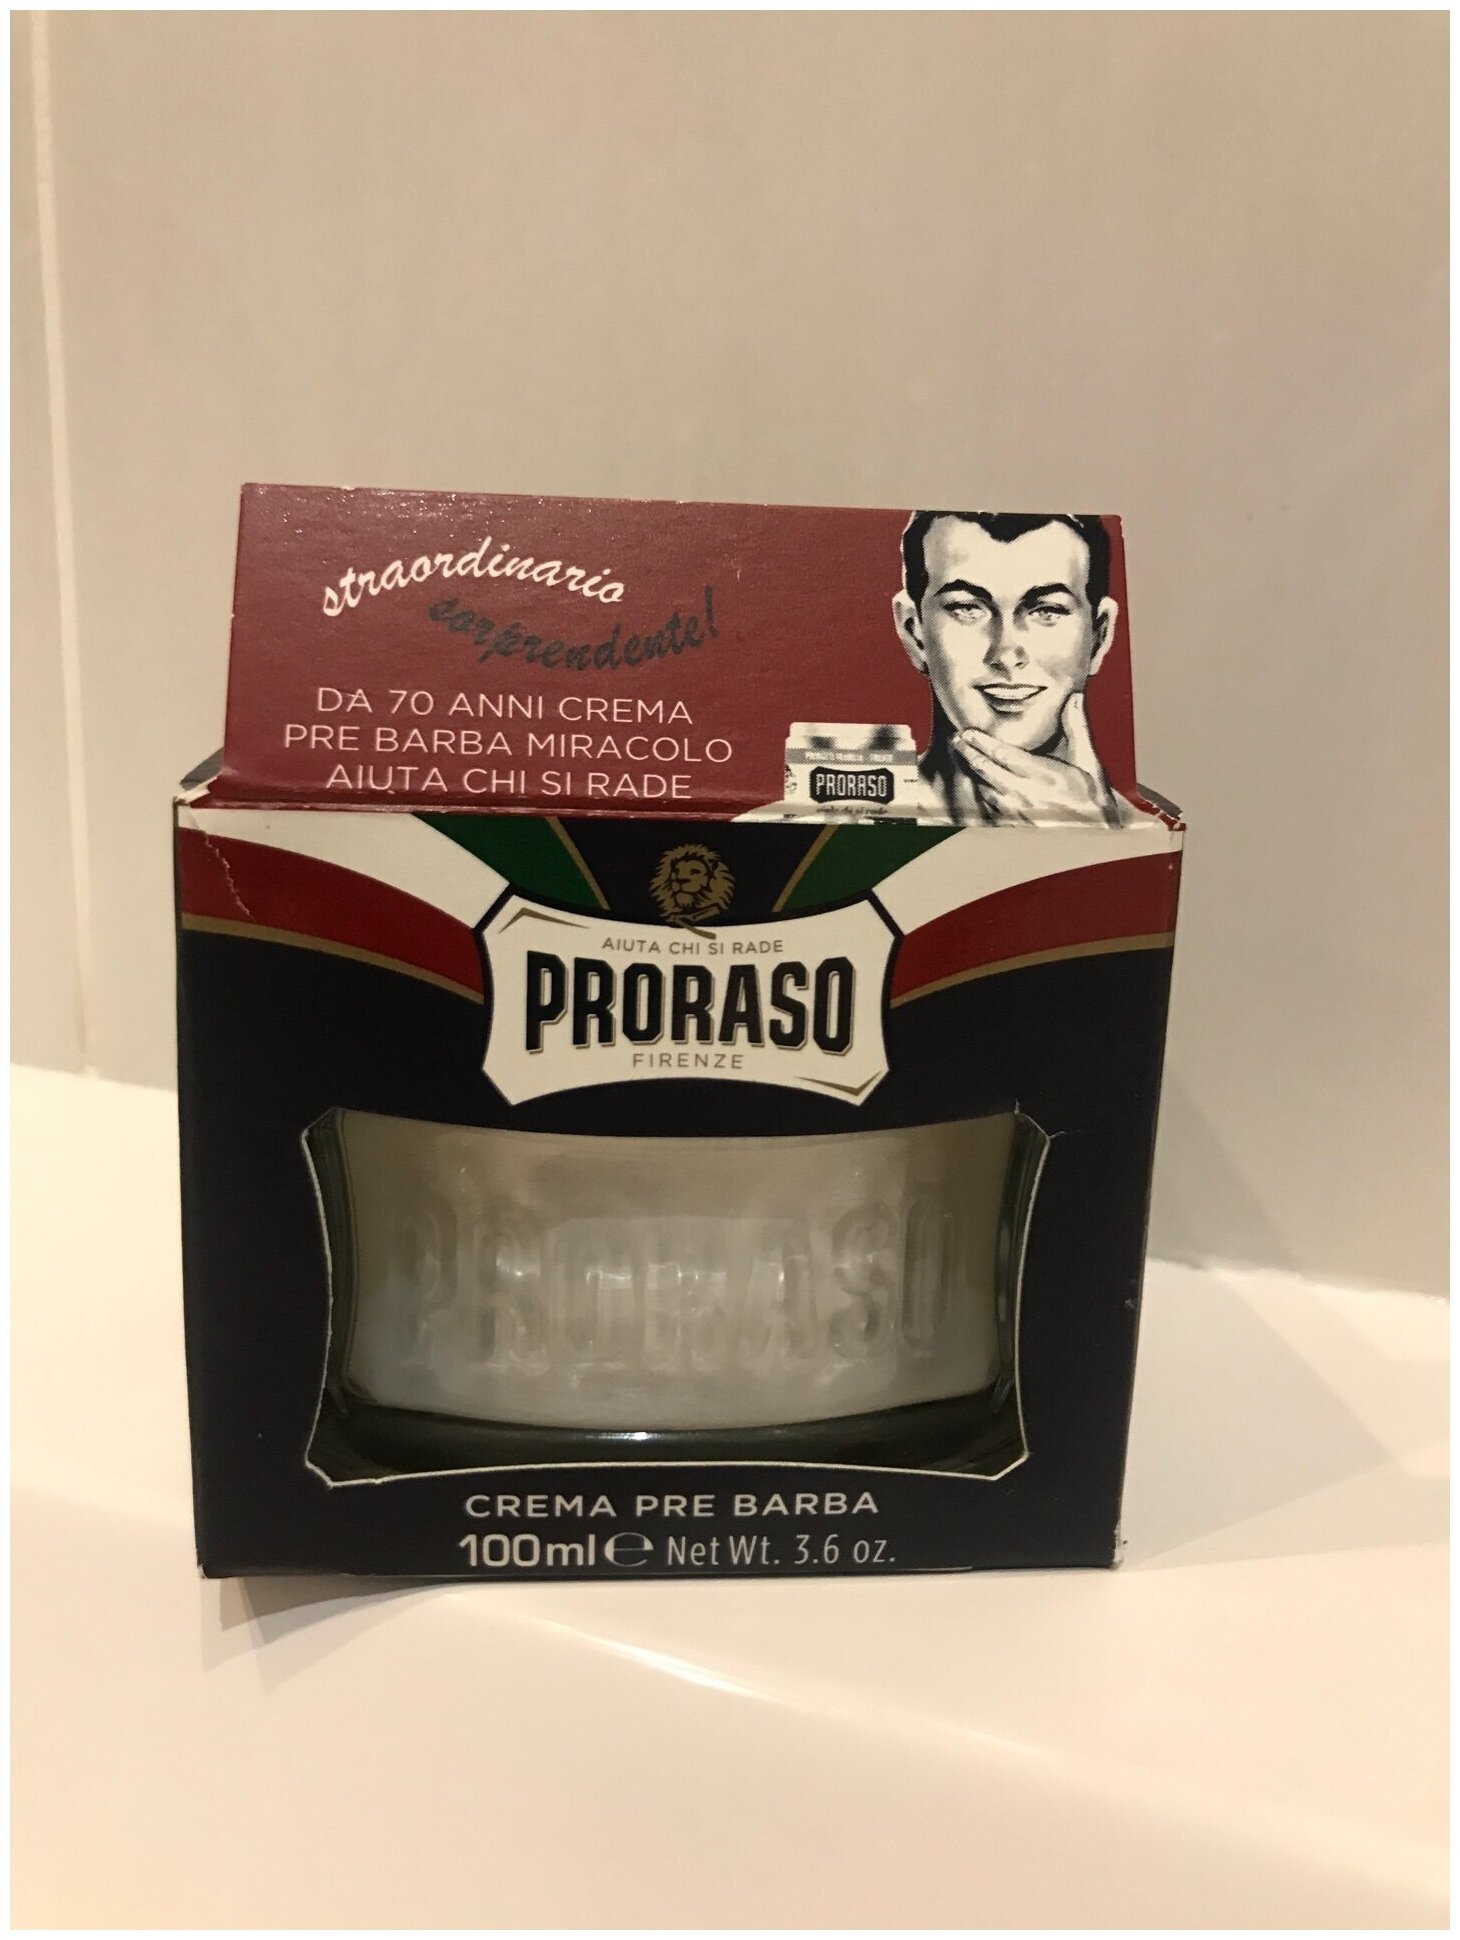 straordinario
sorprendente!
DA 70 ANNI CREMA
PRE BARBA MIRACOLO
AIUTA CHI SI RADE
PRORASO
AIUTA CHI SI RADE
PRORASO
FIRENZE
PRORASO
CREMA PRE BARBA
100ml e Net Wt. 3.6 oz.